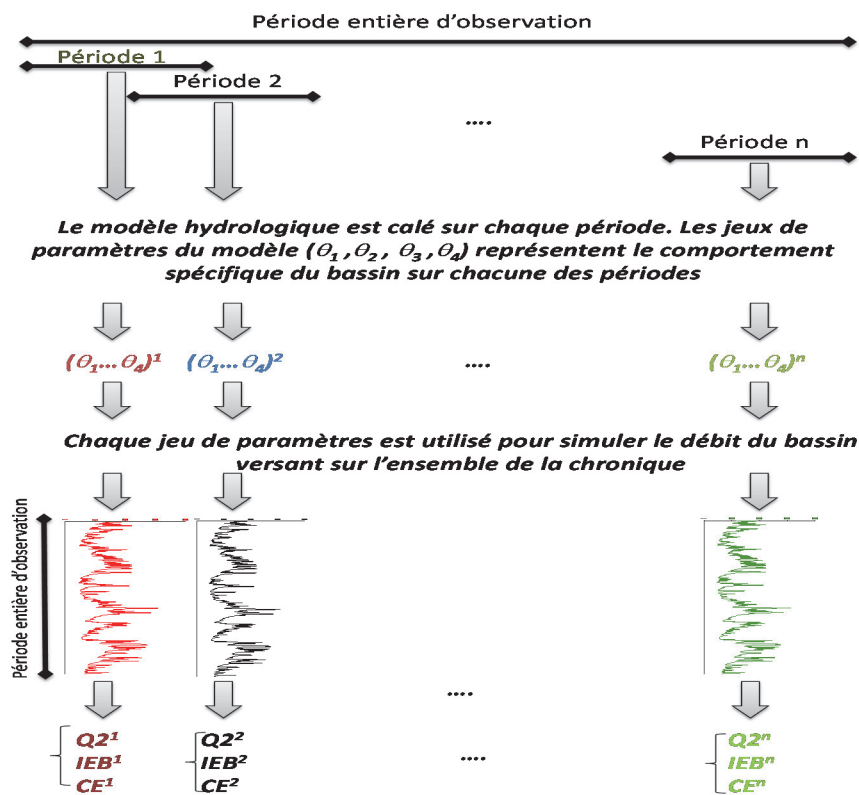 Période entière d'observation
Période 1
Période 2
....
Période n
Le modèle hydrologique est calé sur chaque période. Les jeux de
paramètres du modèle (θ₁ ,θ₂ , θ₃ ,θ₄) représentent le comportement
spécifique du bassin sur chacune des périodes
(θ₁... θ₄)¹ (θ₁... θ₄)² .... (θ₁... θ₄)ⁿ
Chaque jeu de paramètres est utilisé pour simuler le débit du bassin
versant sur l'ensemble de la chronique
Période entière d'observation
....
Q2¹ Q2² Q2ⁿ
IEB¹ IEB² .... IEBⁿ
CE¹ CE² CEⁿ